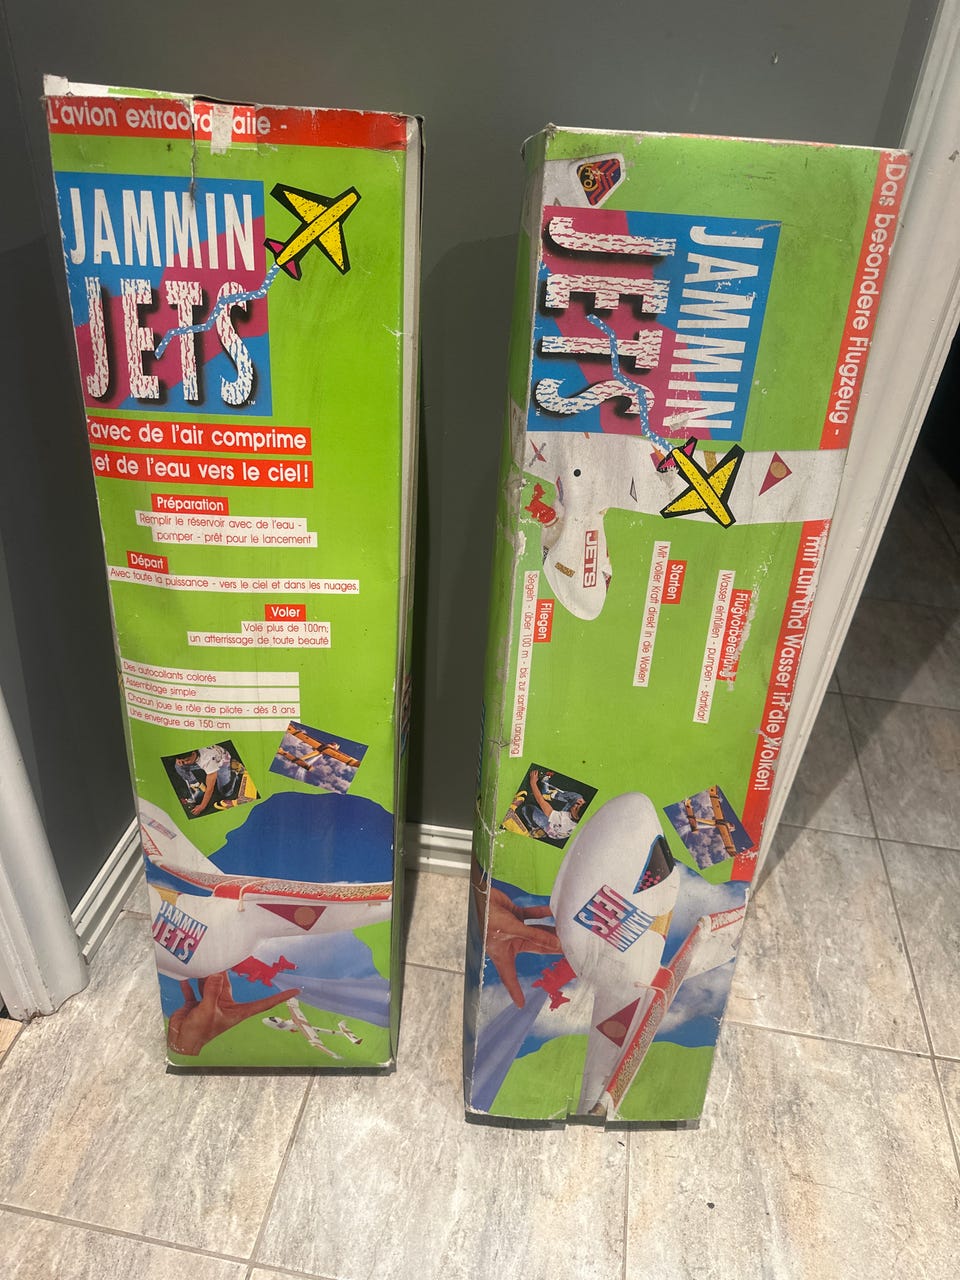 L'avion extraordinaire -
JAMMIN
JETS
TM
avec de l'air comprime
et de l'eau vers le ciel!
Préparation
Remplir le réservoir avec de l'eau -
pomper - prêt pour le lancement
Départ
Avec toute la puissance - vers le ciel et dans les nuages.
Voler
Vole plus de 100m;
un atterrissage de toute beauté
Des autocollants colorés
Assemblage simple
Chacun joue le rôle de pilote - dès 8 ans
Une envergure de 150 cm
JAMMIN
JETS
Das besondere Flugzeug -
mit Luft und Wasser in die Wolken!
JAMMIN
JETS
TM
JETS
Flugvorbereitung
Wasser einfüllen - pumpen - startklar!
Starten
Mit voller Kraft direkt in die Wolken
Fliegen
Segeln - über 100 m - bis zur sanften Landung
JAMMIN
JETS